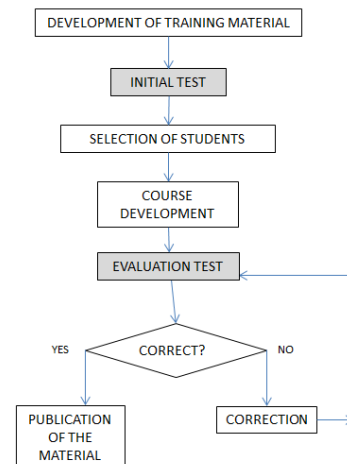 DEVELOPMENT OF TRAINING MATERIAL
INITIAL TEST
SELECTION OF STUDENTS
COURSE
DEVELOPMENT
EVALUATION TEST
YES
CORRECT?
NO
PUBLICATION
OF THE
MATERIAL
CORRECTION